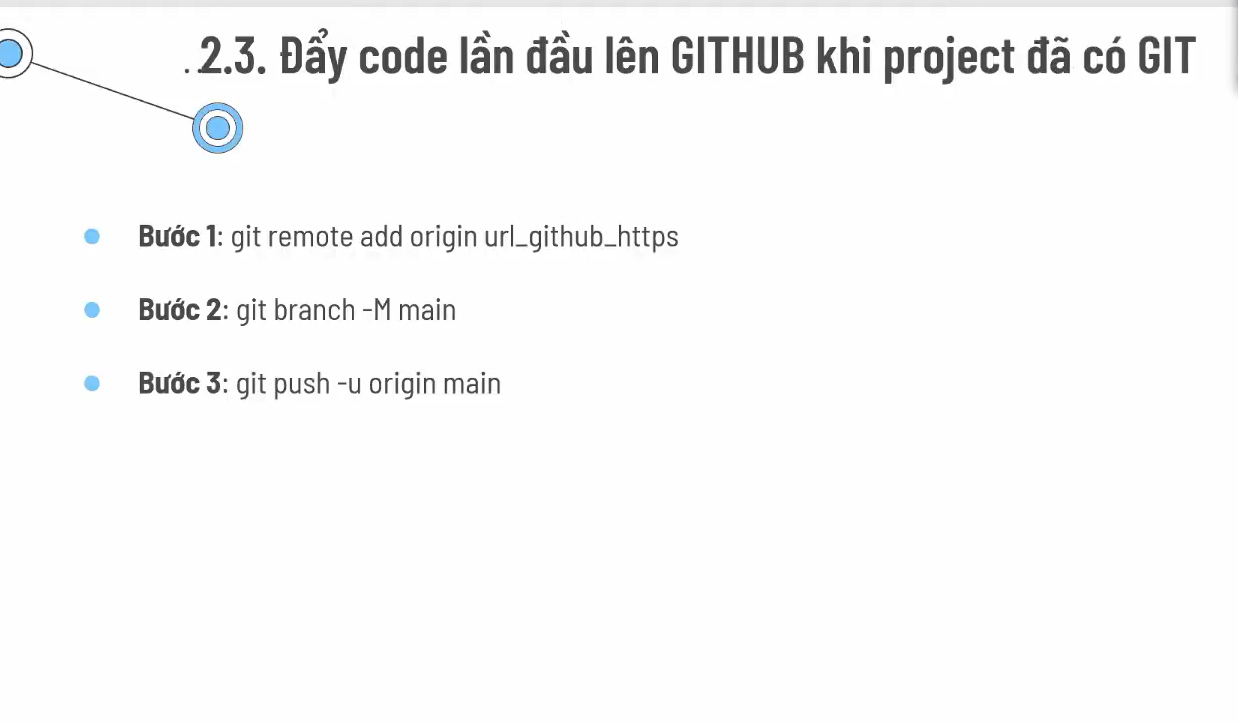 2.3. Đẩy code lần đầu lên GITHUB khi project đã có GIT
Bước 1: git remote add origin url_github_https
Bước 2: git branch -M main
Bước 3: git push -u origin main